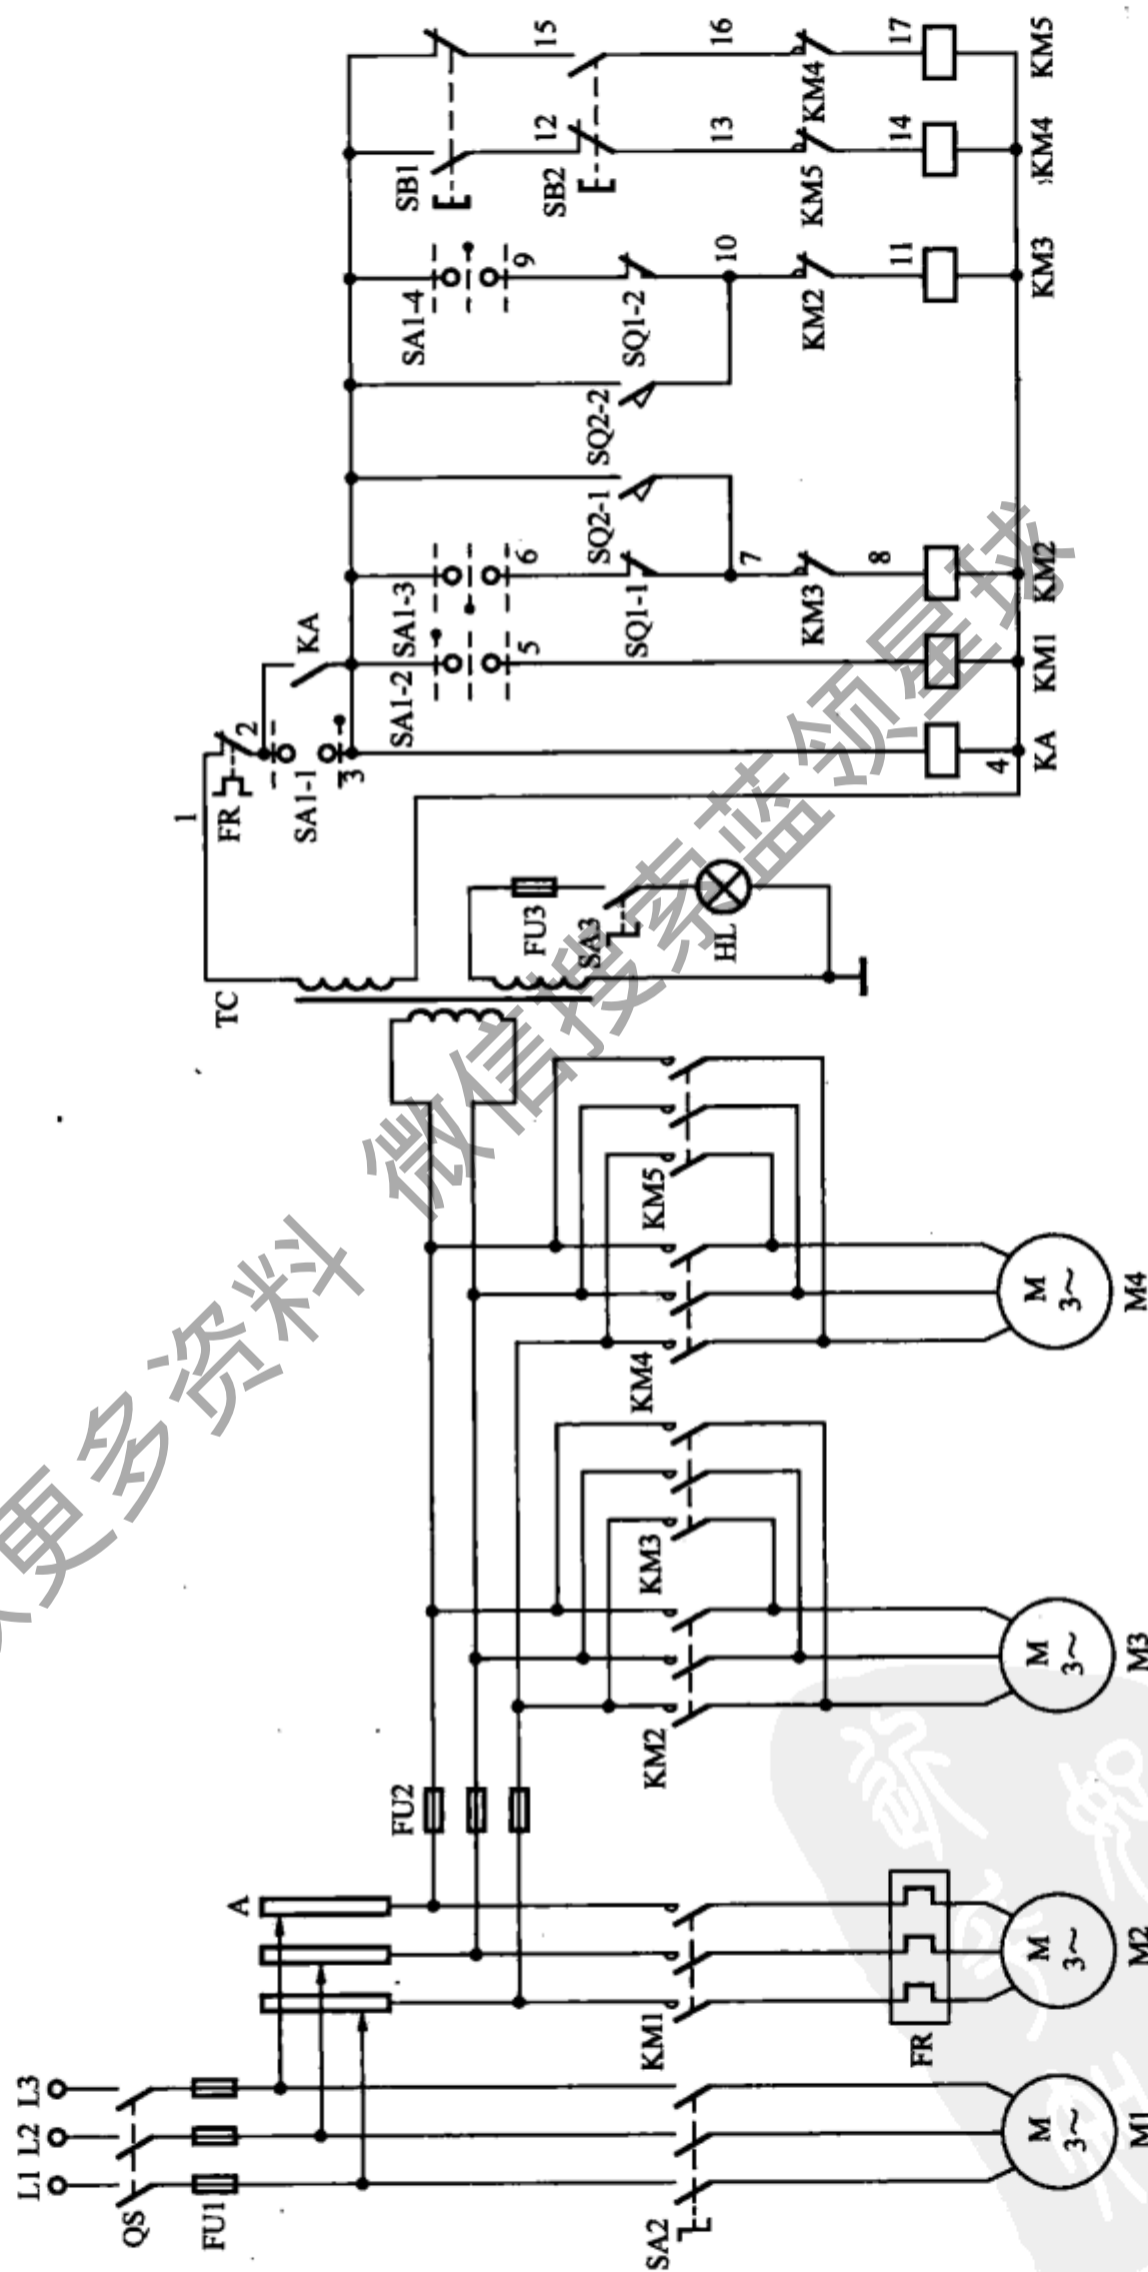 L1 L2 L3
QS
FU1
SA2
M 3~
M1
A
KM1
FR
M 3~
M2
FU2
KM2
KM3
M 3~
M3
KM4
KM5
M 3~
M4
TC
FU3
SA3
HL
1
FR
2
SA1-1
3
KA
4
KA
SA1-2
5
KM1
SA1-3
6
SQ1-1
SQ2-1
7
KM3
8
KM2
SQ2-2
SA1-4
9
SQ1-2
10
KM2
11
KM3
SB1
12
SB2
13
KM5
14
KM4
15
16
KM4
17
KM5
更多资料 微信搜索蓝领星球